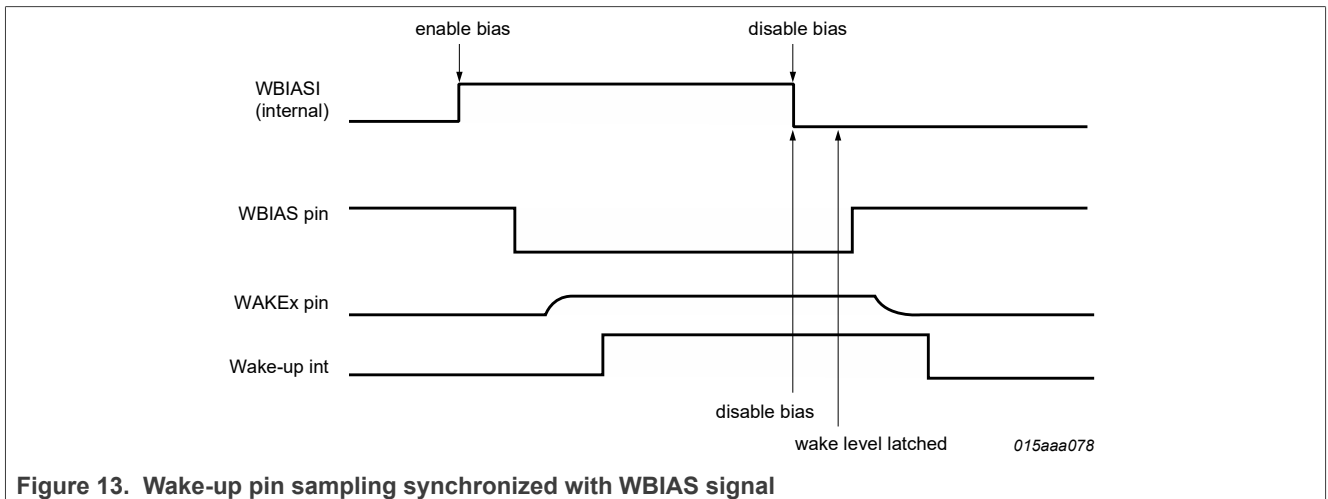 enable bias
disable bias
WBIASI
(internal)
WBIAS pin
WAKEx pin
Wake-up int
disable bias
wake level latched
015aaa078
Figure 13. Wake-up pin sampling synchronized with WBIAS signal